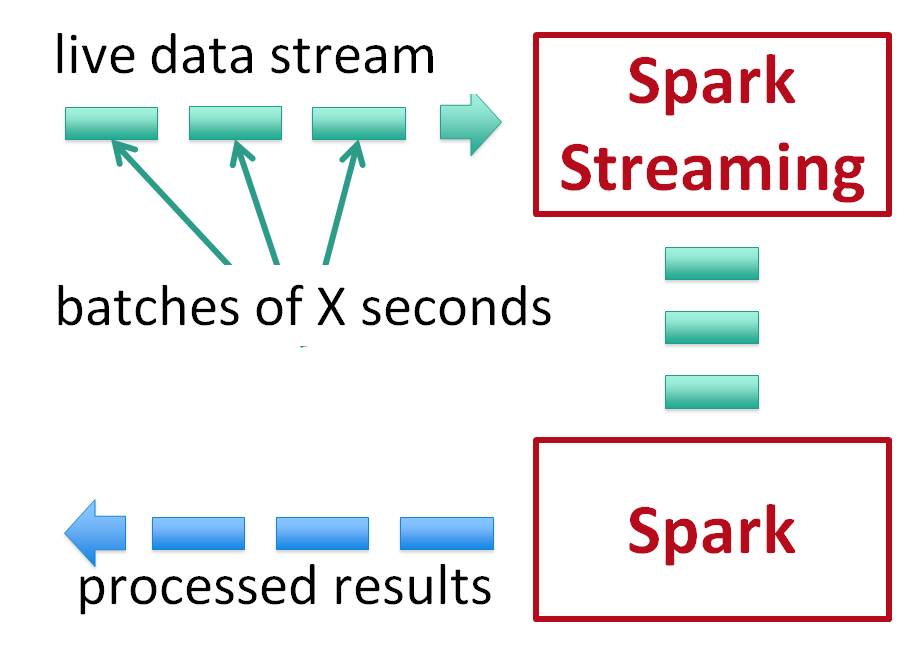 live data stream
Spark
Streaming
batches of X seconds
Spark
processed results